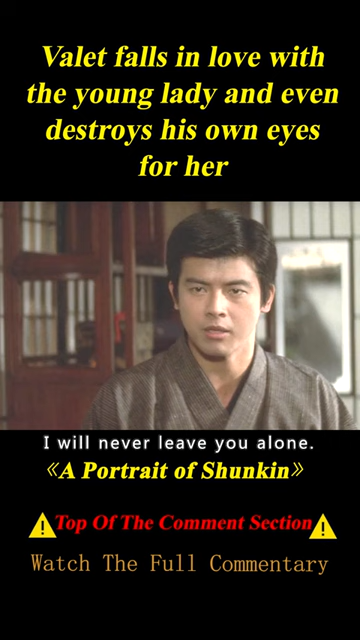 Valet falls in love with
the young lady and even
destroys his own eyes
for her
I will never leave you alone.
《A Portrait of Shunkin》
Top Of The Comment Section
Watch The Full Commentary